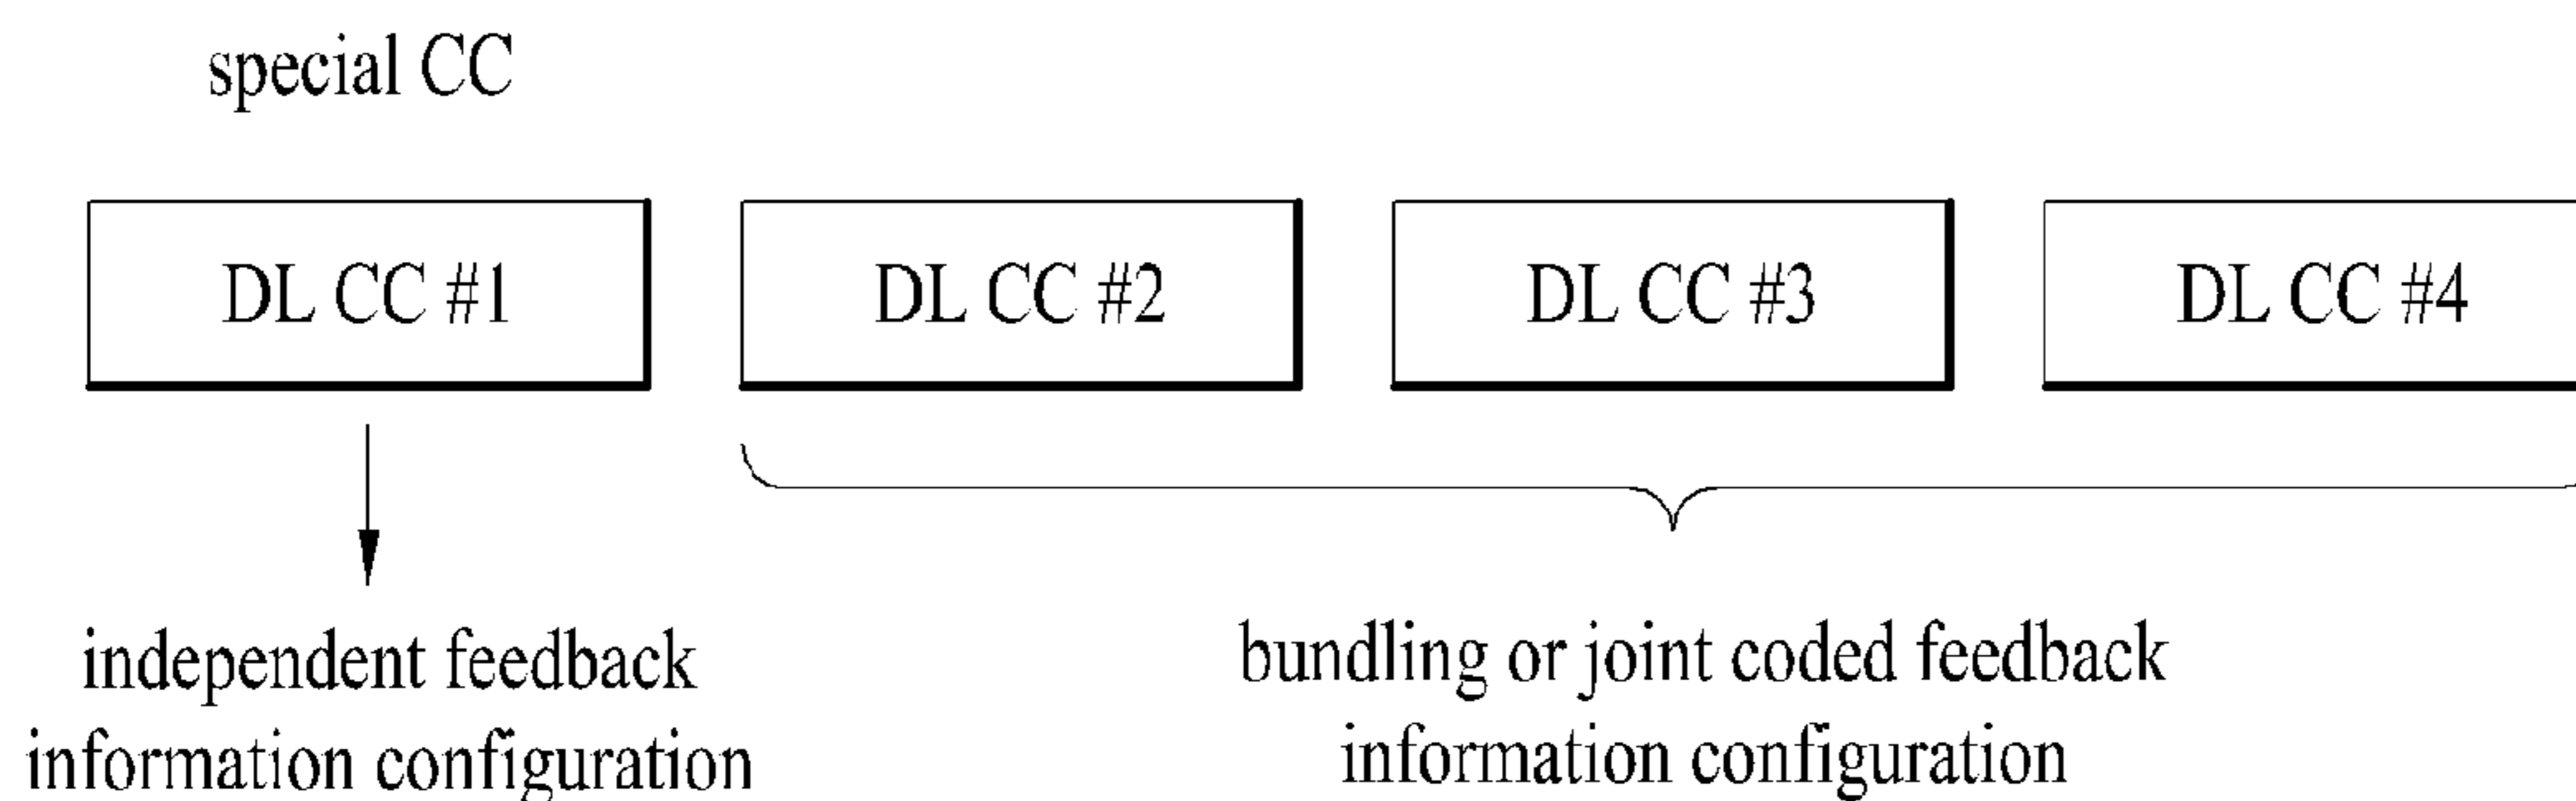 special CC
DL CC #1
DL CC #2
DL CC #3
DL CC #4
independent feedback
information configuration
bundling or joint coded feedback
information configuration